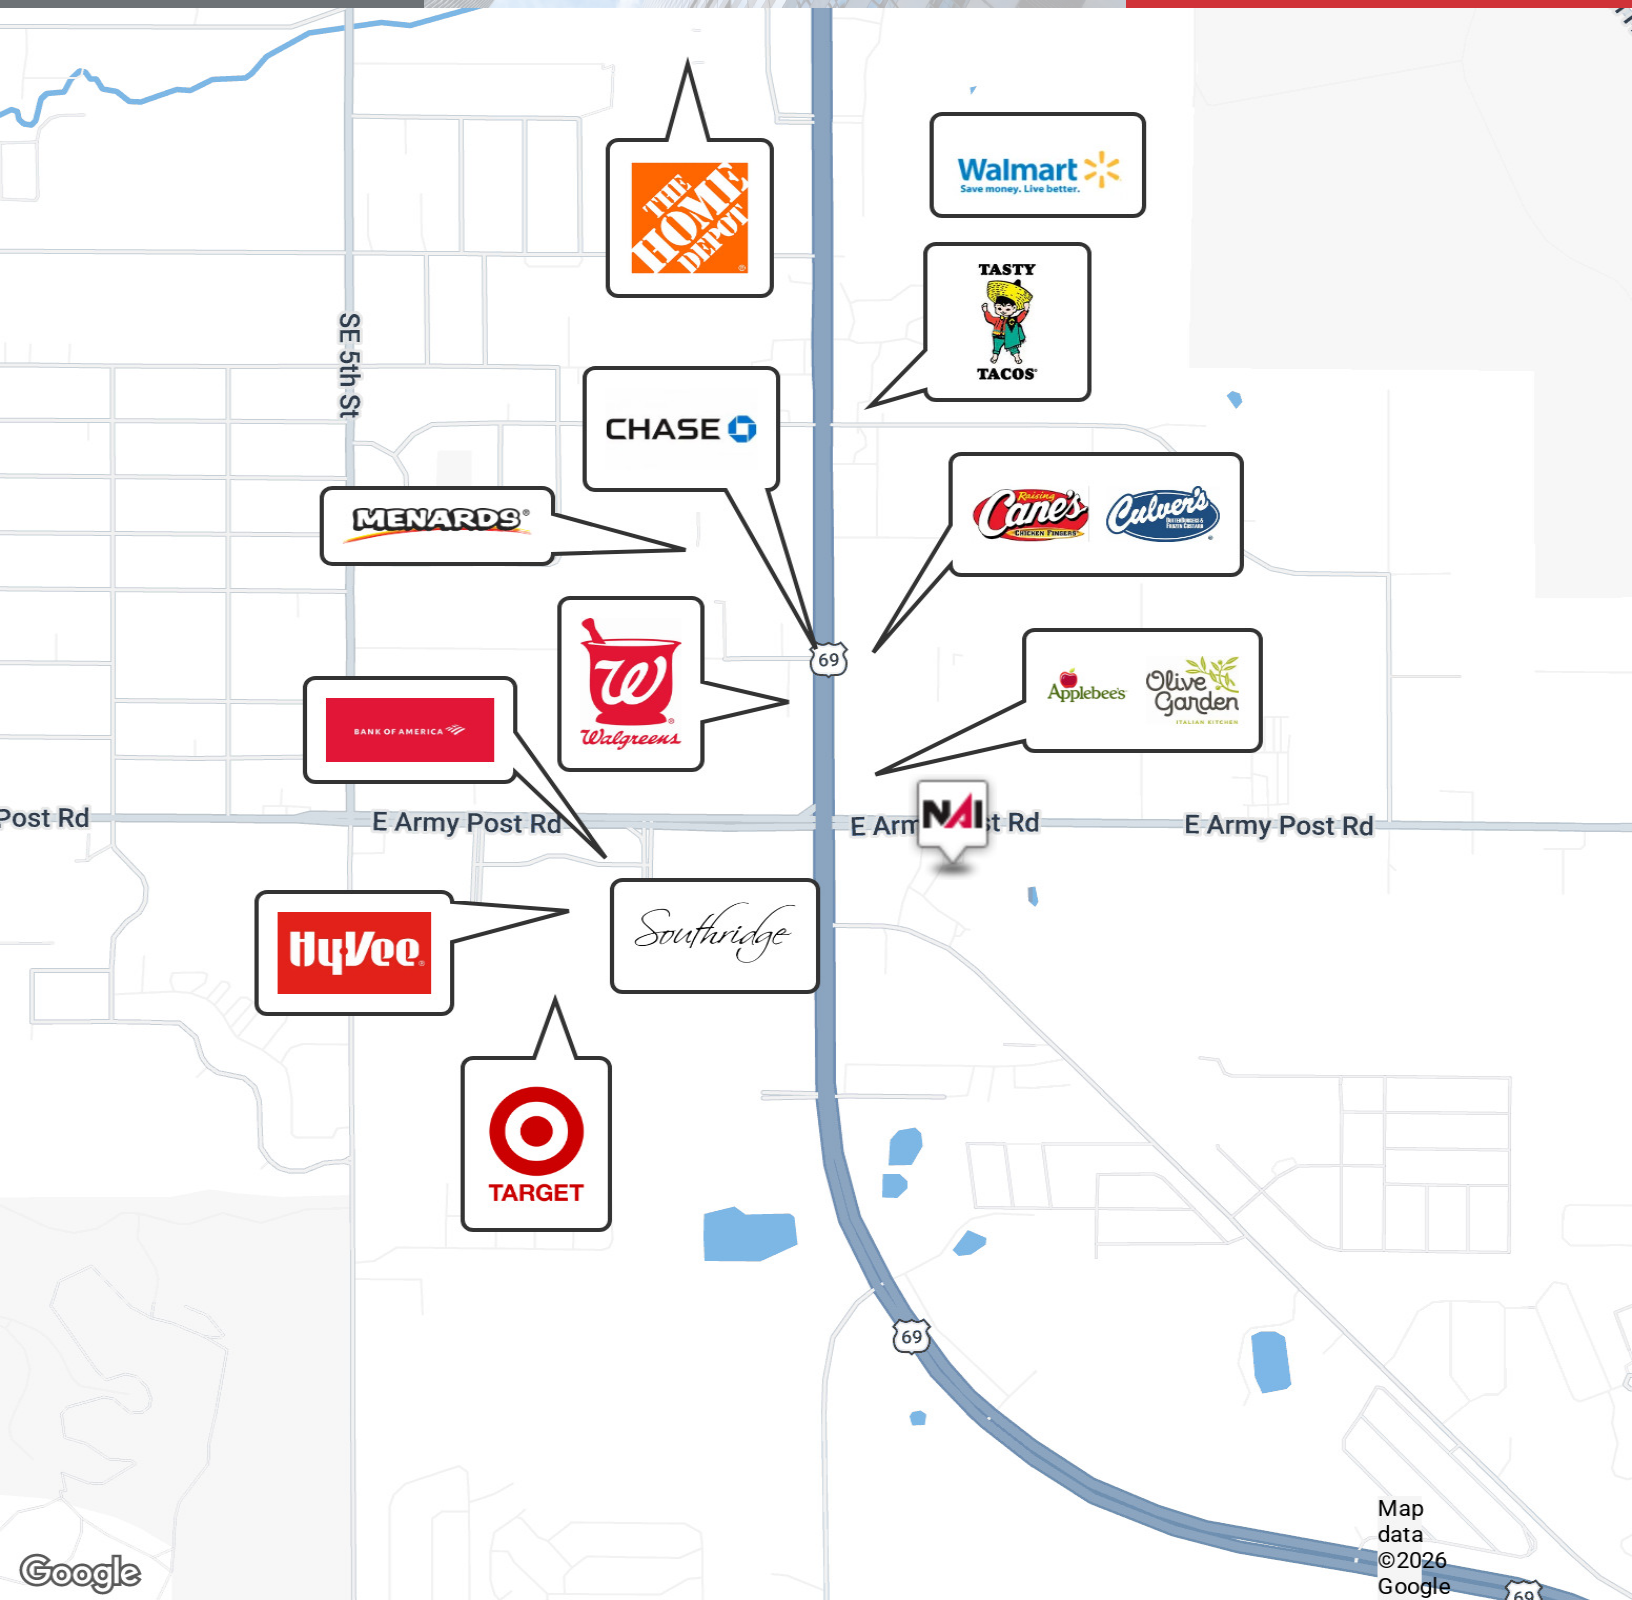 Walmart
Save money. Live better.
THE
HOME
DEPOT
®
TASTY
TACOS®
SE 5th St
CHASE
MENARDS®
Raising
Cane's
CHICKEN FINGERS
Culver's
®
69
Walgreens
®
Applebee's
Olive
Garden
ITALIAN KITCHEN
BANK OF AMERICA
Post Rd
E Army Post Rd
E Arm
st Rd
NAI
E Army Post Rd
HyVee®
Southridge
TARGET
69
Map
data
©2026
Google
69
Google